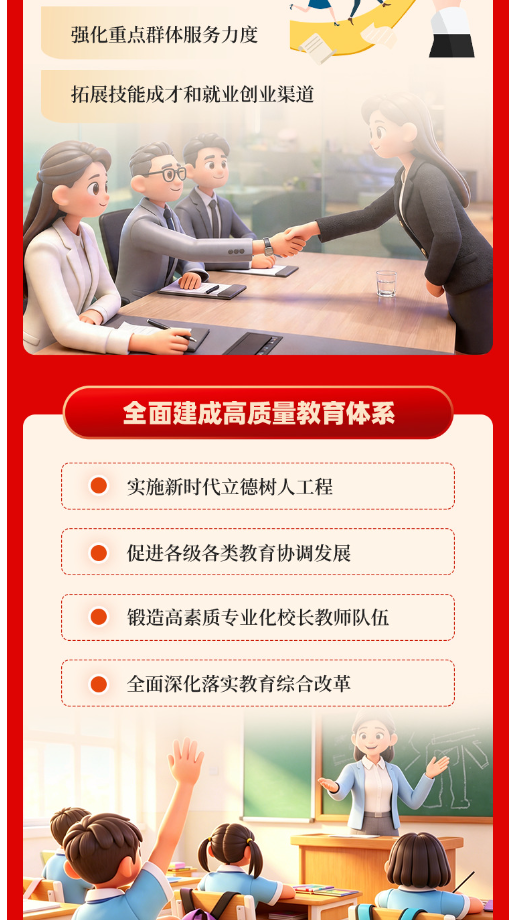 强化重点群体服务力度
拓展技能成才和就业创业渠道
全面建成高质量教育体系
实施新时代立德树人工程
促进各级各类教育协调发展
锻造高素质专业化校长教师队伍
全面深化落实教育综合改革